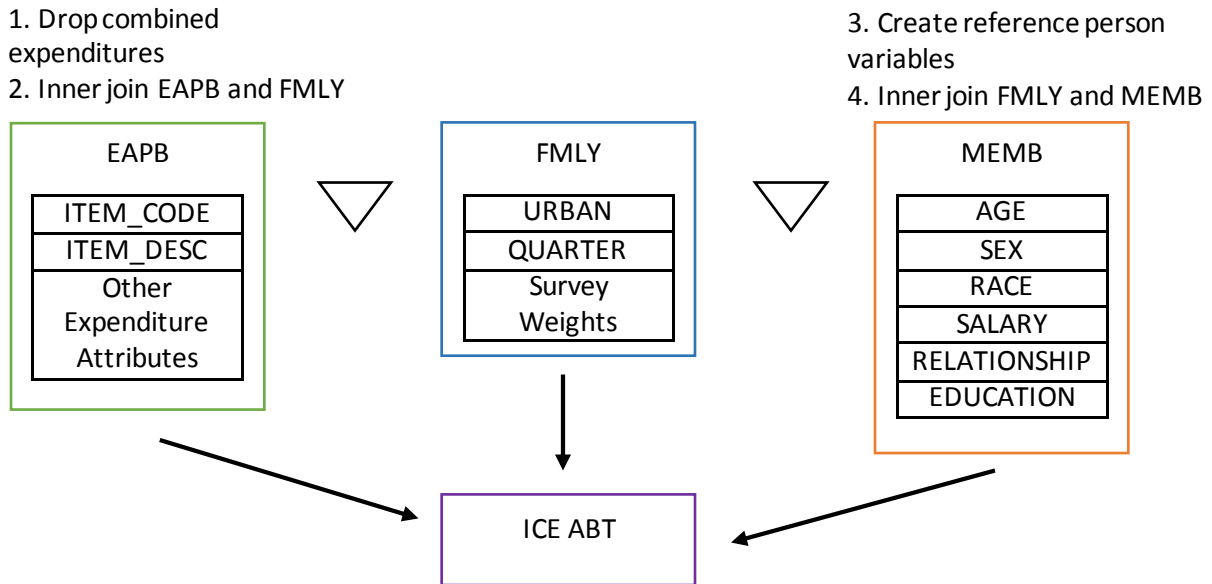 1. Drop combined
expenditures
2. Inner join EAPB and FMLY
3. Create reference person
variables
4. Inner join FMLY and MEMB
EAPB
ITEM_CODE
ITEM_DESC
Other
Expenditure
Attributes
FMLY
URBAN
QUARTER
Survey
Weights
MEMB
AGE
SEX
RACE
SALARY
RELATIONSHIP
EDUCATION
ICE ABT